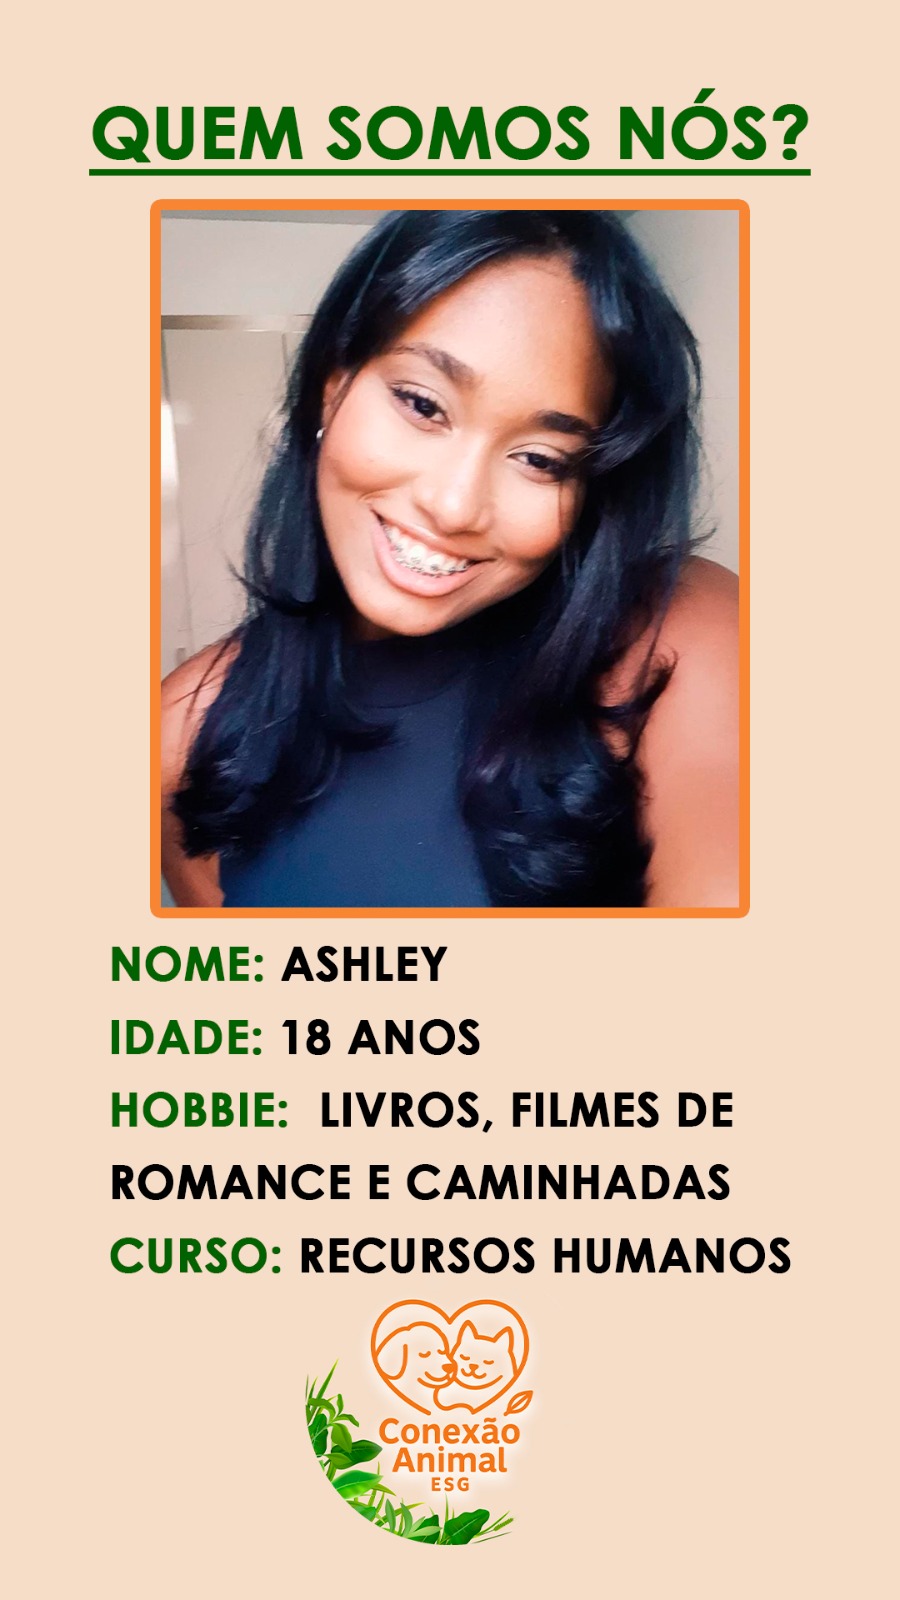 QUEM SOMOS NÓS?
NOME: ASHLEY
IDADE: 18 ANOS
HOBBIE: LIVROS, FILMES DE
ROMANCE E CAMINHADAS
CURSO: RECURSOS HUMANOS
Conexão
Animal
ESG